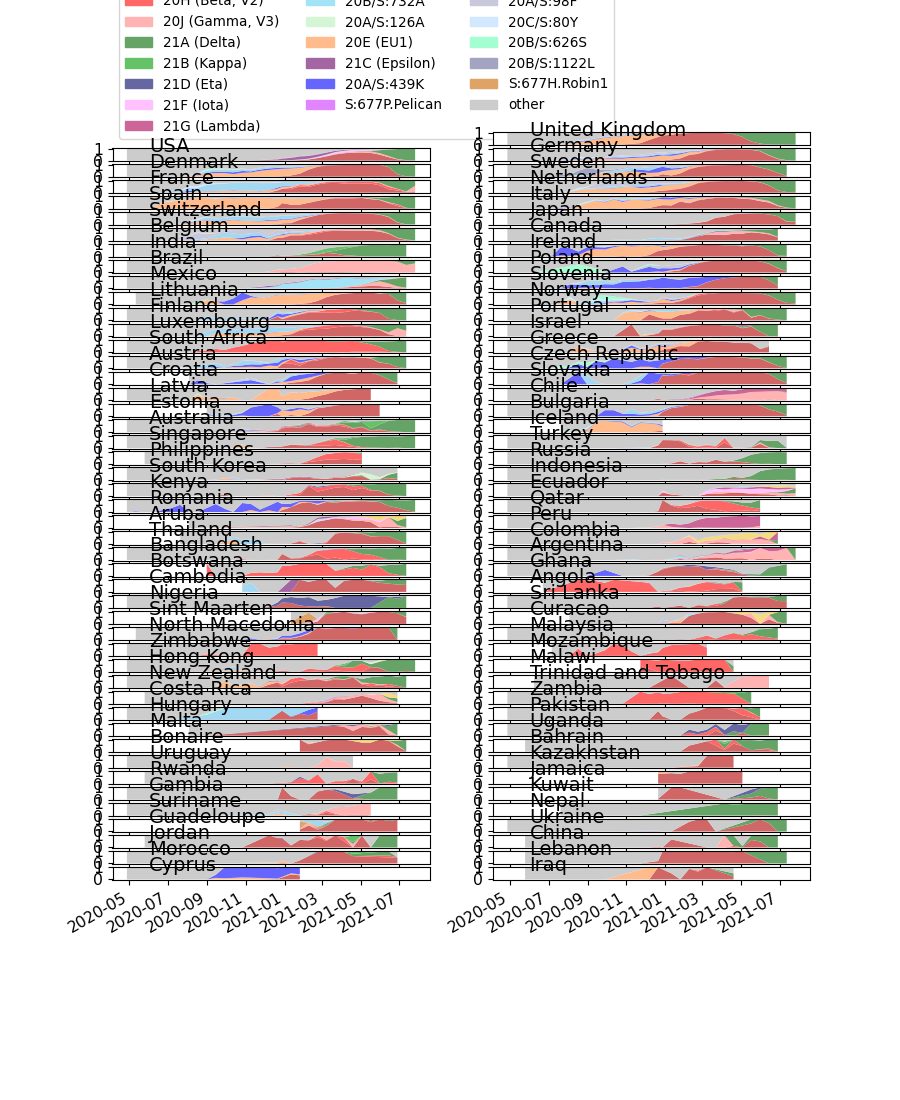 20H (Beta, V2)
20J (Gamma, V3)
21A (Delta)
21B (Kappa)
21D (Eta)
21F (Iota)
21G (Lambda)
20B/S:732A
20A/S:126A
20E (EU1)
21C (Epsilon)
20A/S:439K
S:677P.Pelican
20A/S:98F
20C/S:80Y
20B/S:626S
20B/S:1122L
S:677H.Robin1
other
USA
Denmark
France
Spain
Switzerland
Belgium
India
Brazil
Mexico
Lithuania
Finland
Luxembourg
South Africa
Austria
Croatia
Latvia
Estonia
Australia
Singapore
Philippines
South Korea
Kenya
Romania
Aruba
Thailand
Bangladesh
Botswana
Cambodia
Nigeria
Sint Maarten
North Macedonia
Zimbabwe
Hong Kong
New Zealand
Costa Rica
Hungary
Malta
Bonaire
Uruguay
Rwanda
Gambia
Suriname
Guadeloupe
Jordan
Morocco
Cyprus
2020-05
2020-07
2020-09
2020-11
2021-01
2021-03
2021-05
2021-07
United Kingdom
Germany
Sweden
Netherlands
Italy
Japan
Canada
Ireland
Poland
Slovenia
Norway
Portugal
Israel
Greece
Czech Republic
Slovakia
Chile
Bulgaria
Iceland
Turkey
Russia
Indonesia
Ecuador
Qatar
Peru
Colombia
Argentina
Ghana
Angola
Sri Lanka
Curacao
Malaysia
Mozambique
Malawi
Trinidad and Tobago
Zambia
Pakistan
Uganda
Bahrain
Kazakhstan
Jamaica
Kuwait
Nepal
Ukraine
China
Lebanon
Iraq
2020-05
2020-07
2020-09
2020-11
2021-01
2021-03
2021-05
2021-07